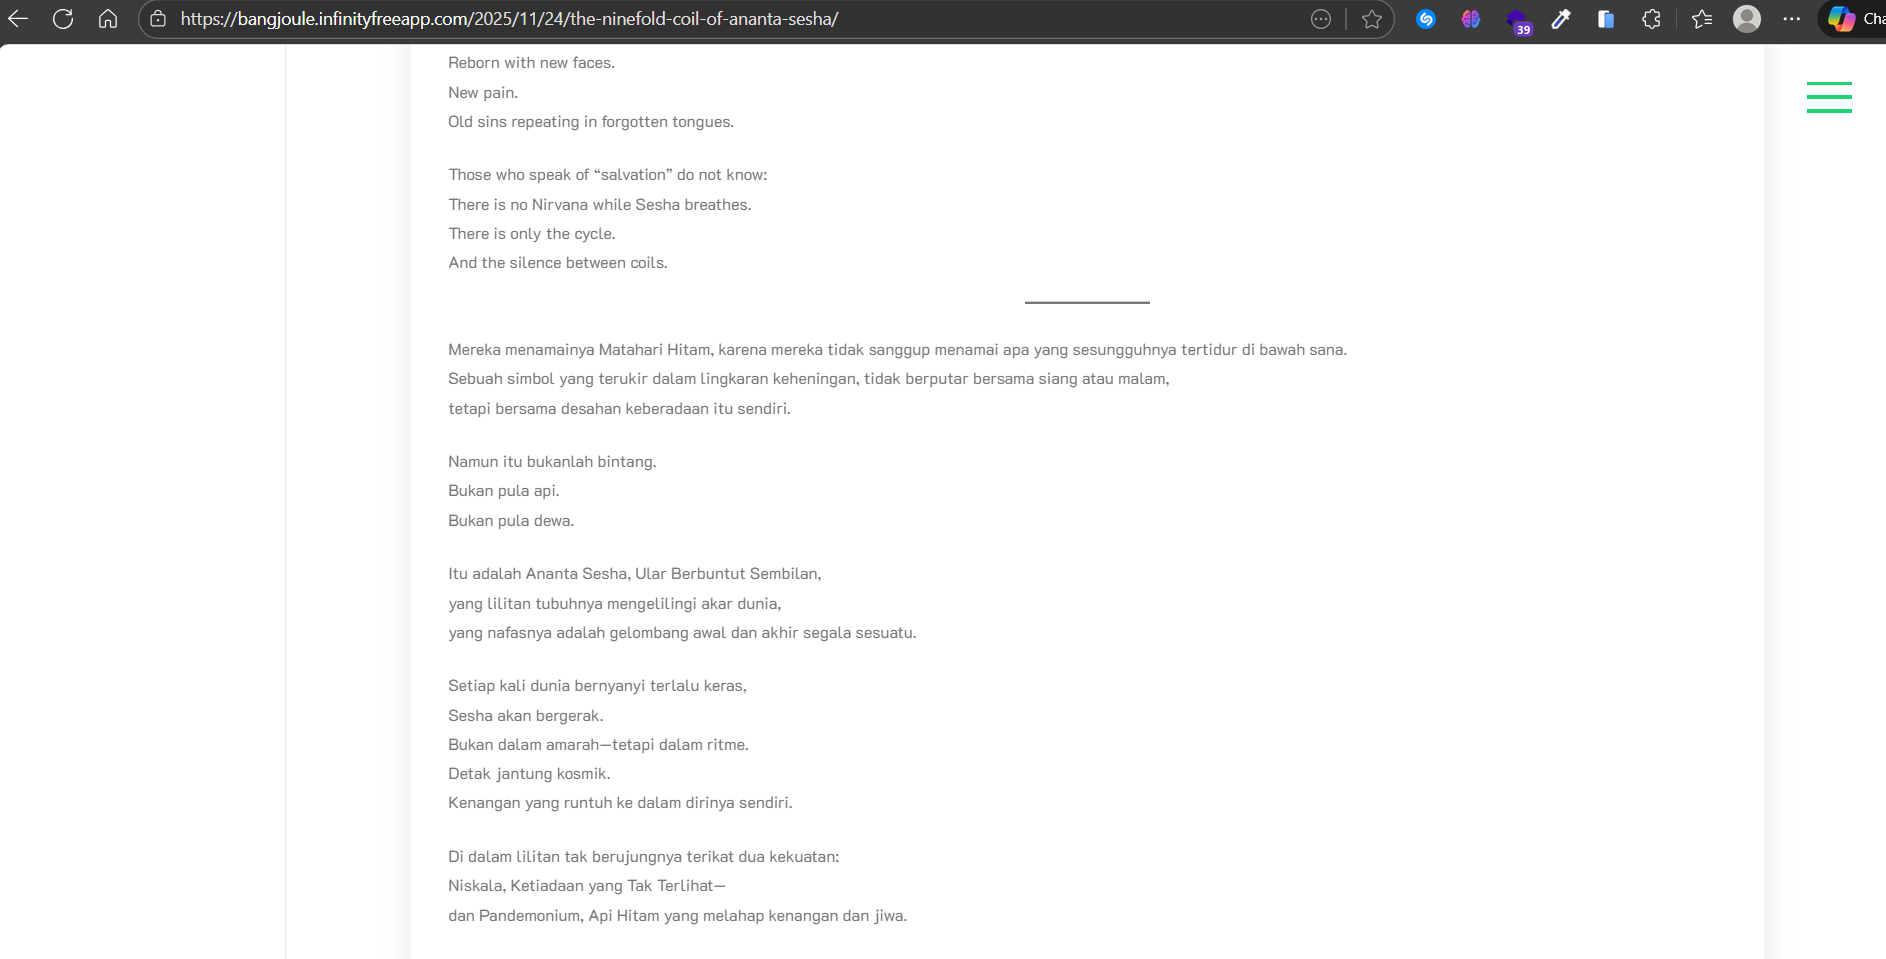 https://bangjoule.infinityfreeapp.com/2025/11/24/the-ninefold-coil-of-ananta-sesha/
39
Cha
Reborn with new faces.
New pain.
Old sins repeating in forgotten tongues.
Those who speak of “salvation” do not know:
There is no Nirvana while Sesha breathes.
There is only the cycle.
And the silence between coils.
Mereka menamainya Matahari Hitam, karena mereka tidak sanggup menamai apa yang sesungguhnya tertidur di bawah sana.
Sebuah simbol yang terukir dalam lingkaran keheningan, tidak berputar bersama siang atau malam,
tetapi bersama desahan keberadaan itu sendiri.
Namun itu bukanlah bintang.
Bukan pula api.
Bukan pula dewa.
Itu adalah Ananta Sesha, Ular Berbuntut Sembilan,
yang lilitan tubuhnya mengelilingi akar dunia,
yang nafasnya adalah gelombang awal dan akhir segala sesuatu.
Setiap kali dunia bernyanyi terlalu keras,
Sesha akan bergerak.
Bukan dalam amarah—tetapi dalam ritme.
Detak jantung kosmik.
Kenangan yang runtuh ke dalam dirinya sendiri.
Di dalam lilitan tak berujungnya terikat dua kekuatan:
Niskala, Ketiadaan yang Tak Terlihat—
dan Pandemonium, Api Hitam yang melahap kenangan dan jiwa.